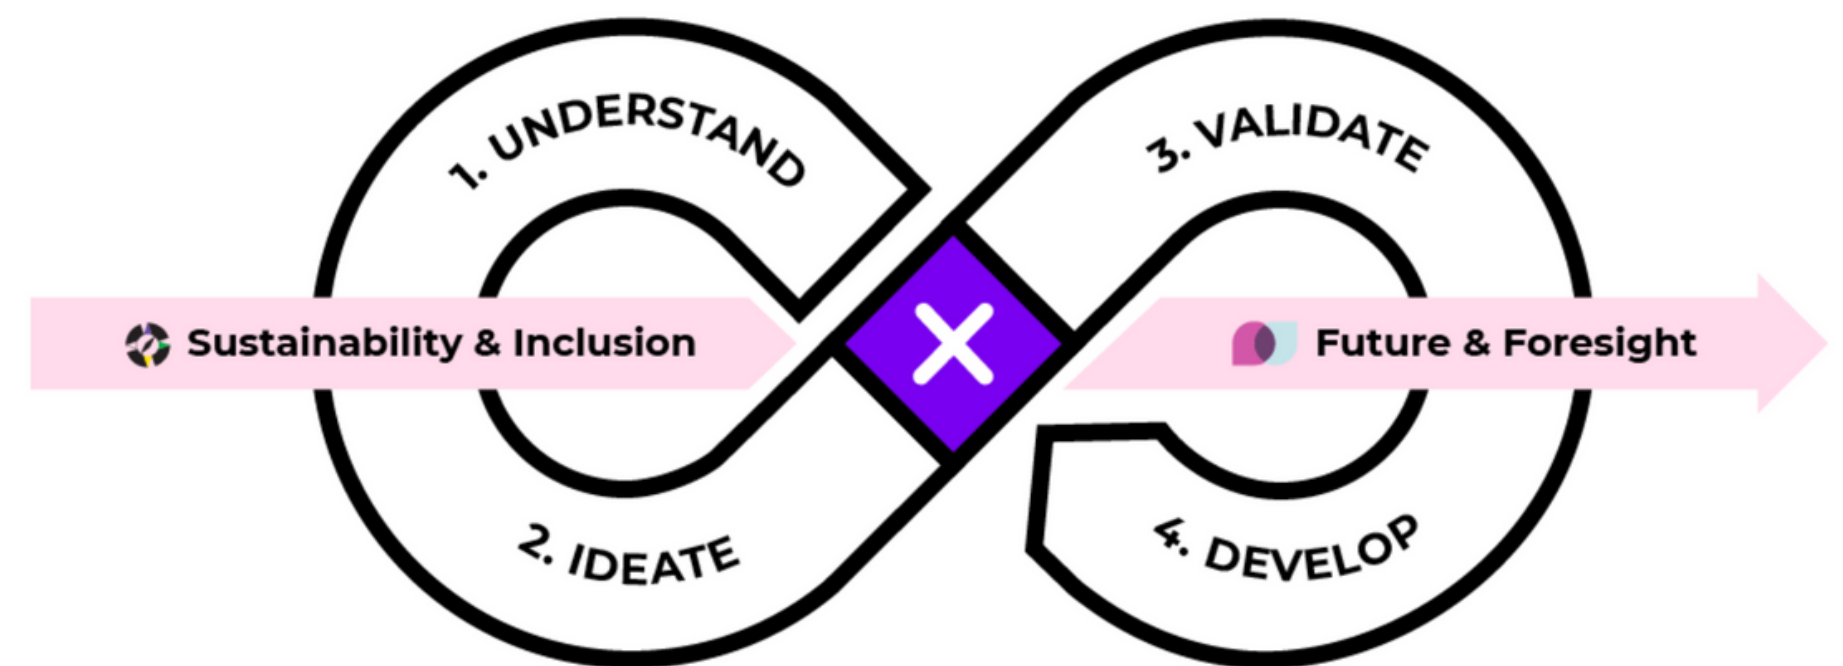 1. UNDERSTAND
2. IDEATE
3. VALIDATE
4. DEVELOP
Sustainability & Inclusion
Future & Foresight